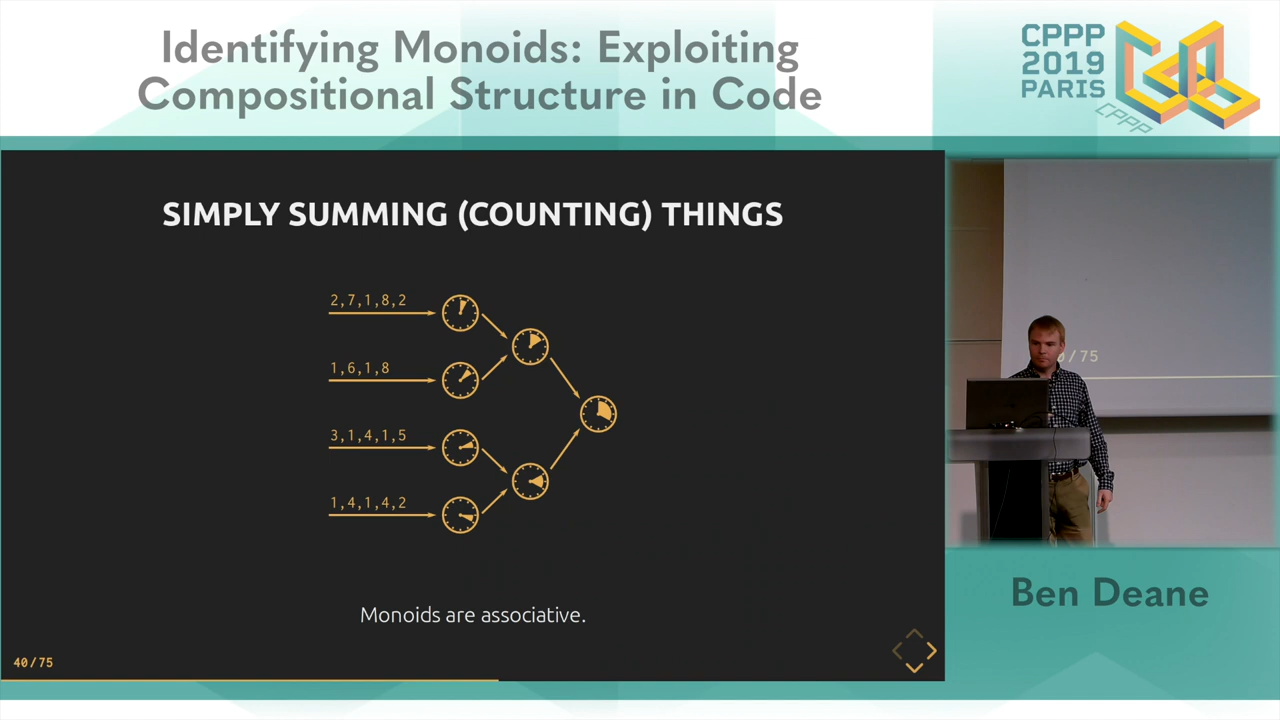 Identifying Monoids: Exploiting
Compositional Structure in Code
CPPP
2019
PARIS
CPPP
SIMPLY SUMMING (COUNTING) THINGS
2,7,1,8,2
1,6,1,8
3,1,4,1,5
1,4,1,4,2
Monoids are associative.
40/75
0/75
Ben Deane